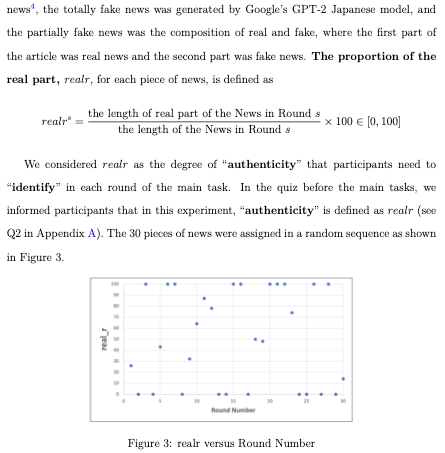 news⁴, the totally fake news was generated by Google's GPT-2 Japanese model, and
the partially fake news was the composition of real and fake, where the first part of
the article was real news and the second part was fake news. The proportion of the
real part, realr, for each piece of news, is defined as
realrˢ = the length of real part of the News in Round s / the length of the News in Round s × 100 ∈ [0, 100]
We considered realr as the degree of "authenticity" that participants need to
"identify" in each round of the main task. In the quiz before the main tasks, we
informed participants that in this experiment, "authenticity" is defined as realr (see
Q2 in Appendix A). The 30 pieces of news were assigned in a random sequence as shown
in Figure 3.
100
90
80
70
60
50
40
30
20
10
0
real_r
0 5 10 15 20 25 30
Round Number
Figure 3: realr versus Round Number